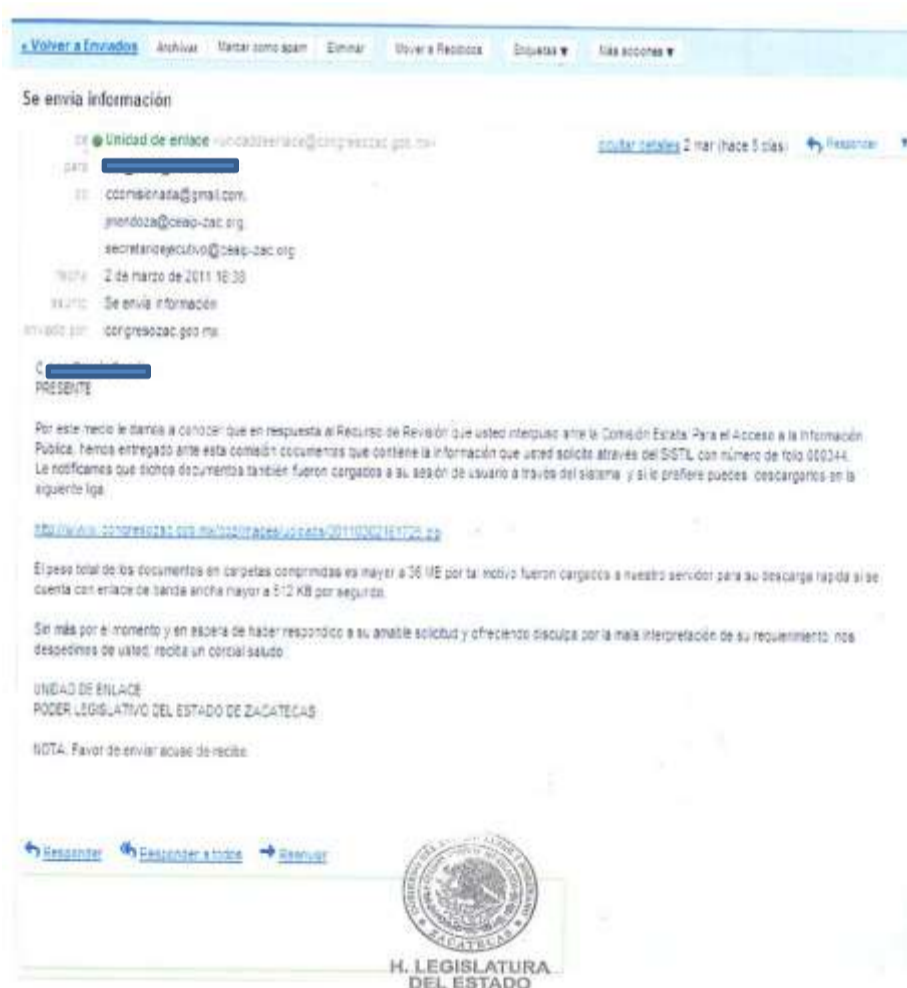 « Volver a Enviados Archivar Marcar como spam Eliminar Mover a Recibidos Etiquetas ▼ Más acciones ▼
Se envia información
de Unidad de enlace <unidaddeenlace@congresozac.gob.mx> ocultar detalles 2 mar (hace 5 días) Responder ▼
para
cc ccomisionada@gmail.com,
jmendoza@ceaip-zac.org,
secretarioejecutivo@ceaip-zac.org
fecha 2 de marzo de 2011 18:38
asunto Se envia información
enviado por congresozac.gob.mx
C.
PRESENTE
Por este medio le damos a conocer que en respuesta al Recurso de Revisión que usted interpuso ante la Comisión Estatal Para el Acceso a la Información
Pública, hemos entregado ante esta comisión documentos que contiene la información que usted solicito através del SISTIL con número de folio 000344.
Le notificamos que dichos documentos también fueron cargados a su sesión de usuario a través del sistema y si lo prefiere puedes descargarlos en la
siguiente liga
El peso total de los documentos en carpetas comprimidas es mayor a 36 MB por tal motivo fueron cargados a nuestro servidor para su descarga rapida si se
cuenta con enlace de banda ancha mayor a 512 KB por segundo.
Sin más por el momento y en espera de haber respondido a su amable solicitud y ofreciendo disculpa por la mala interpretación de su requerimiento, nos
despedimos de usted, reciba un cordial saludo
UNIDAD DE ENLACE
PODER LEGISLATIVO DEL ESTADO DE ZACATECAS
NOTA: Favor de enviar acuse de recibo
Responder Responder a todos Reenviar
ZACATECAS
H. LEGISLATURA
DEL ESTADO